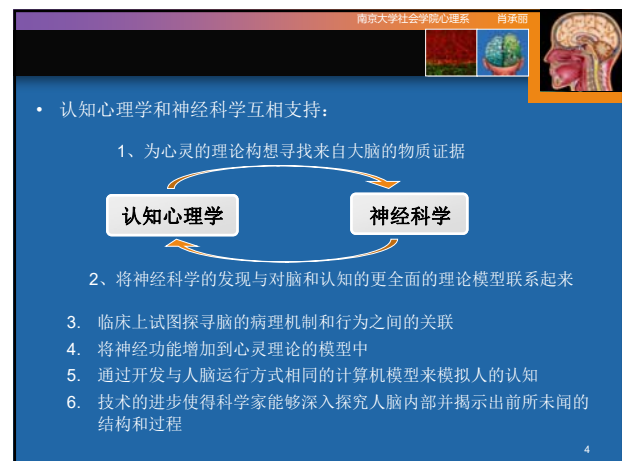 南京大学社会学院心理系 肖承丽
• 认知心理学和神经科学互相支持：
1、为心灵的理论构想寻找来自大脑的物质证据
认知心理学
神经科学
2、将神经科学的发现与对脑和认知的更全面的理论模型联系起来
3. 临床上试图探寻脑的病理机制和行为之间的关联
4. 将神经功能增加到心灵理论的模型中
5. 通过开发与人脑运行方式相同的计算机模型来模拟人的认知
6. 技术的进步使得科学家能够深入探究人脑内部并揭示出前所未闻的
结构和过程
4